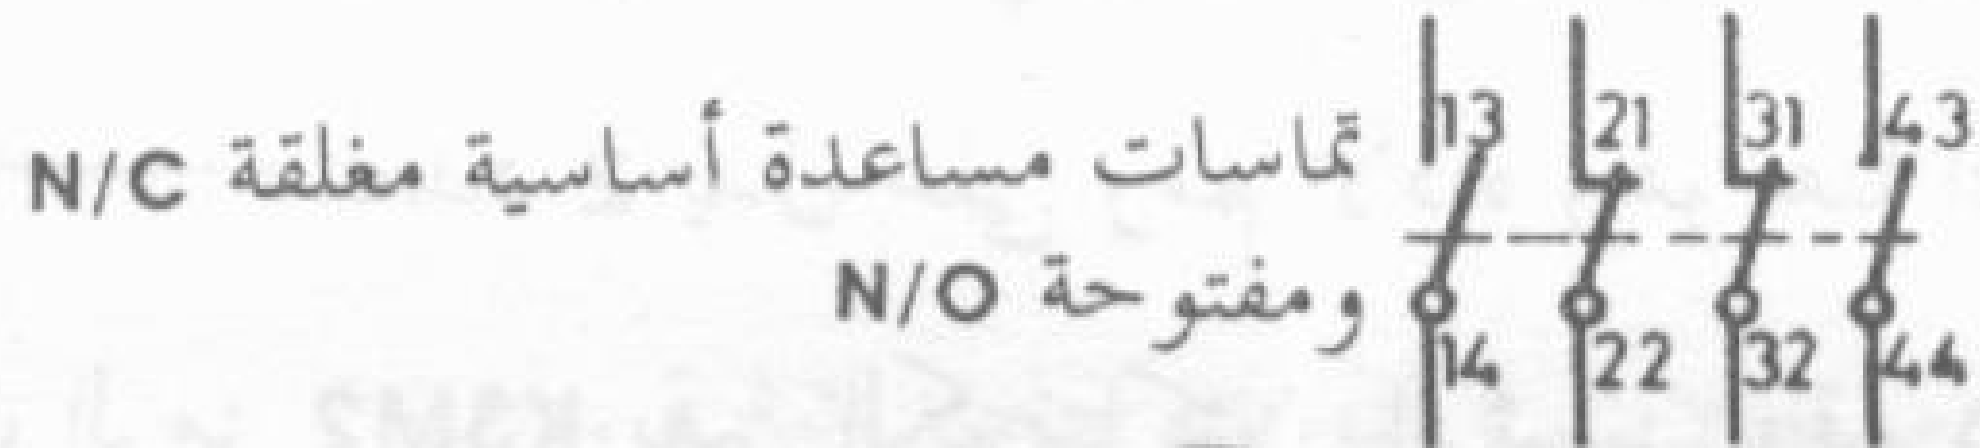 تماسات مساعدة أساسية مغلقة N/C
ومفتوحة N/O
13 21 31 43
14 22 32 44